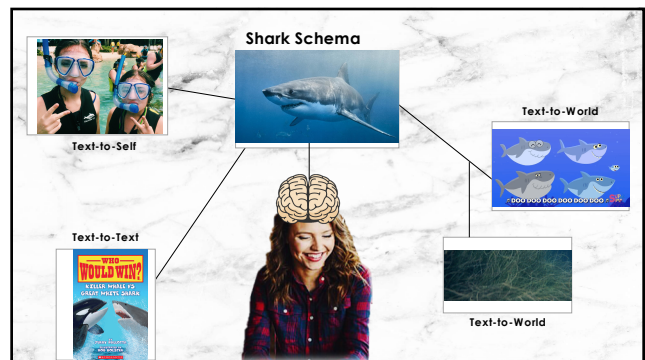 Shark Schema
Text-to-Self
Text-to-World
DOO DOO DOO DOO DOO DOO
Text-to-Text
WHO
WOULD WIN?
KILLER WHALE VS.
GREAT WHITE SHARK
Text-to-World